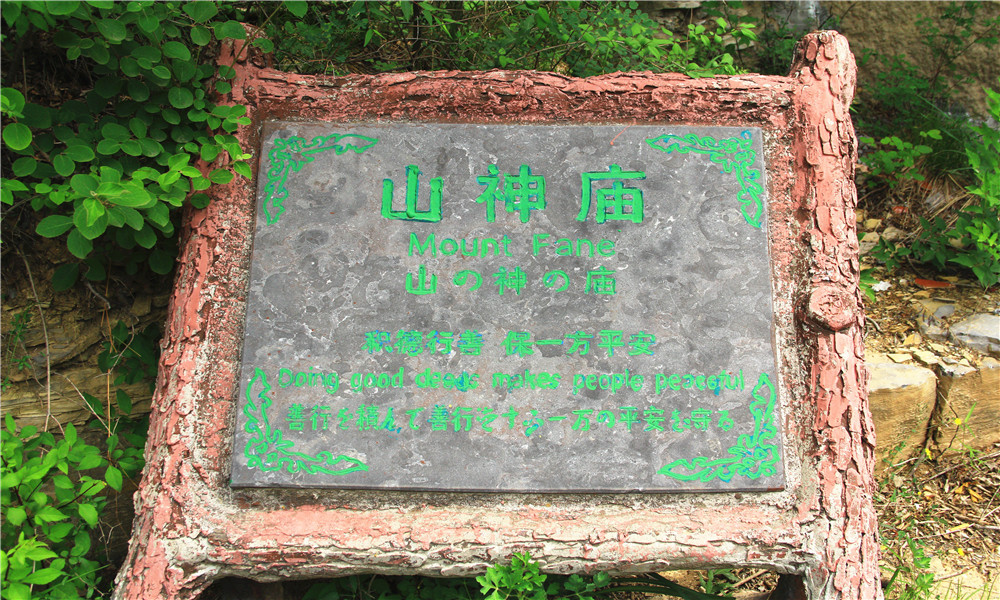 山神庙
Mount Fane
山の神の庙
积德行善 保一方平安
Doing good deeds makes people peaceful
善行を積んで善行をする一方の平安を守る